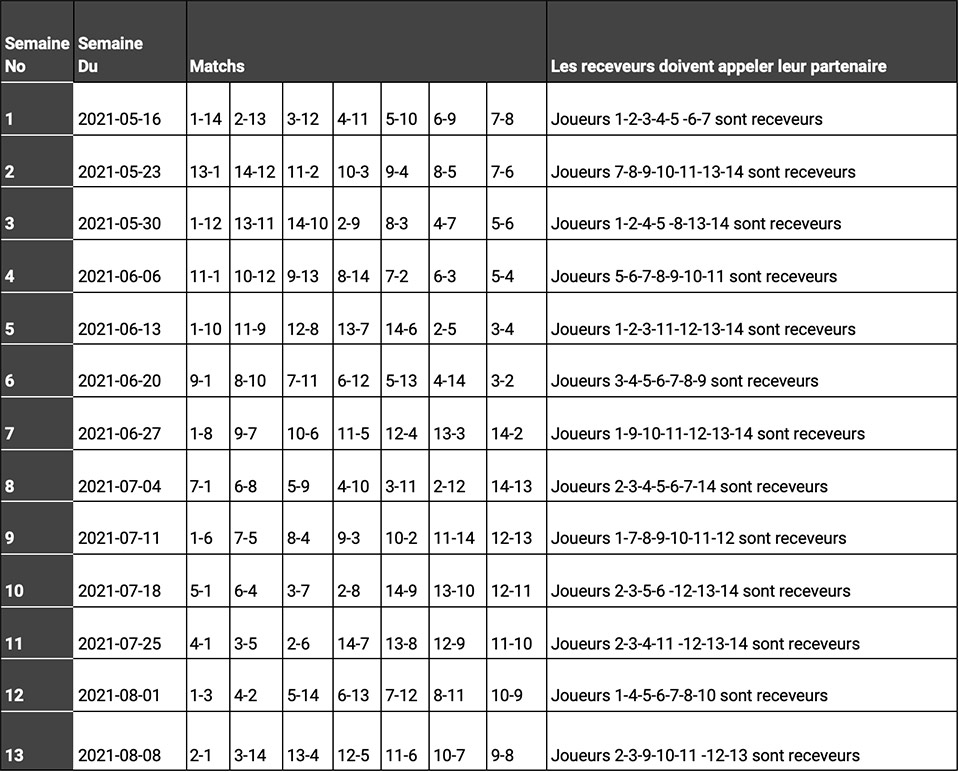 Semaine No Semaine Du Matchs Les receveurs doivent appeler leur partenaire
1 2021-05-16 1-14 2-13 3-12 4-11 5-10 6-9 7-8 Joueurs 1-2-3-4-5 -6-7 sont receveurs
2 2021-05-23 13-1 14-12 11-2 10-3 9-4 8-5 7-6 Joueurs 7-8-9-10-11-13-14 sont receveurs
3 2021-05-30 1-12 13-11 14-10 2-9 8-3 4-7 5-6 Joueurs 1-2-4-5 -8-13-14 sont receveurs
4 2021-06-06 11-1 10-12 9-13 8-14 7-2 6-3 5-4 Joueurs 5-6-7-8-9-10-11 sont receveurs
5 2021-06-13 1-10 11-9 12-8 13-7 14-6 2-5 3-4 Joueurs 1-2-3-11-12-13-14 sont receveurs
6 2021-06-20 9-1 8-10 7-11 6-12 5-13 4-14 3-2 Joueurs 3-4-5-6-7-8-9 sont receveurs
7 2021-06-27 1-8 9-7 10-6 11-5 12-4 13-3 14-2 Joueurs 1-9-10-11-12-13-14 sont receveurs
8 2021-07-04 7-1 6-8 5-9 4-10 3-11 2-12 14-13 Joueurs 2-3-4-5-6-7-14 sont receveurs
9 2021-07-11 1-6 7-5 8-4 9-3 10-2 11-14 12-13 Joueurs 1-7-8-9-10-11-12 sont receveurs
10 2021-07-18 5-1 6-4 3-7 2-8 14-9 13-10 12-11 Joueurs 2-3-5-6 -12-13-14 sont receveurs
11 2021-07-25 4-1 3-5 2-6 14-7 13-8 12-9 11-10 Joueurs 2-3-4-11 -12-13-14 sont receveurs
12 2021-08-01 1-3 4-2 5-14 6-13 7-12 8-11 10-9 Joueurs 1-4-5-6-7-8-10 sont receveurs
13 2021-08-08 2-1 3-14 13-4 12-5 11-6 10-7 9-8 Joueurs 2-3-9-10-11 -12-13 sont receveurs